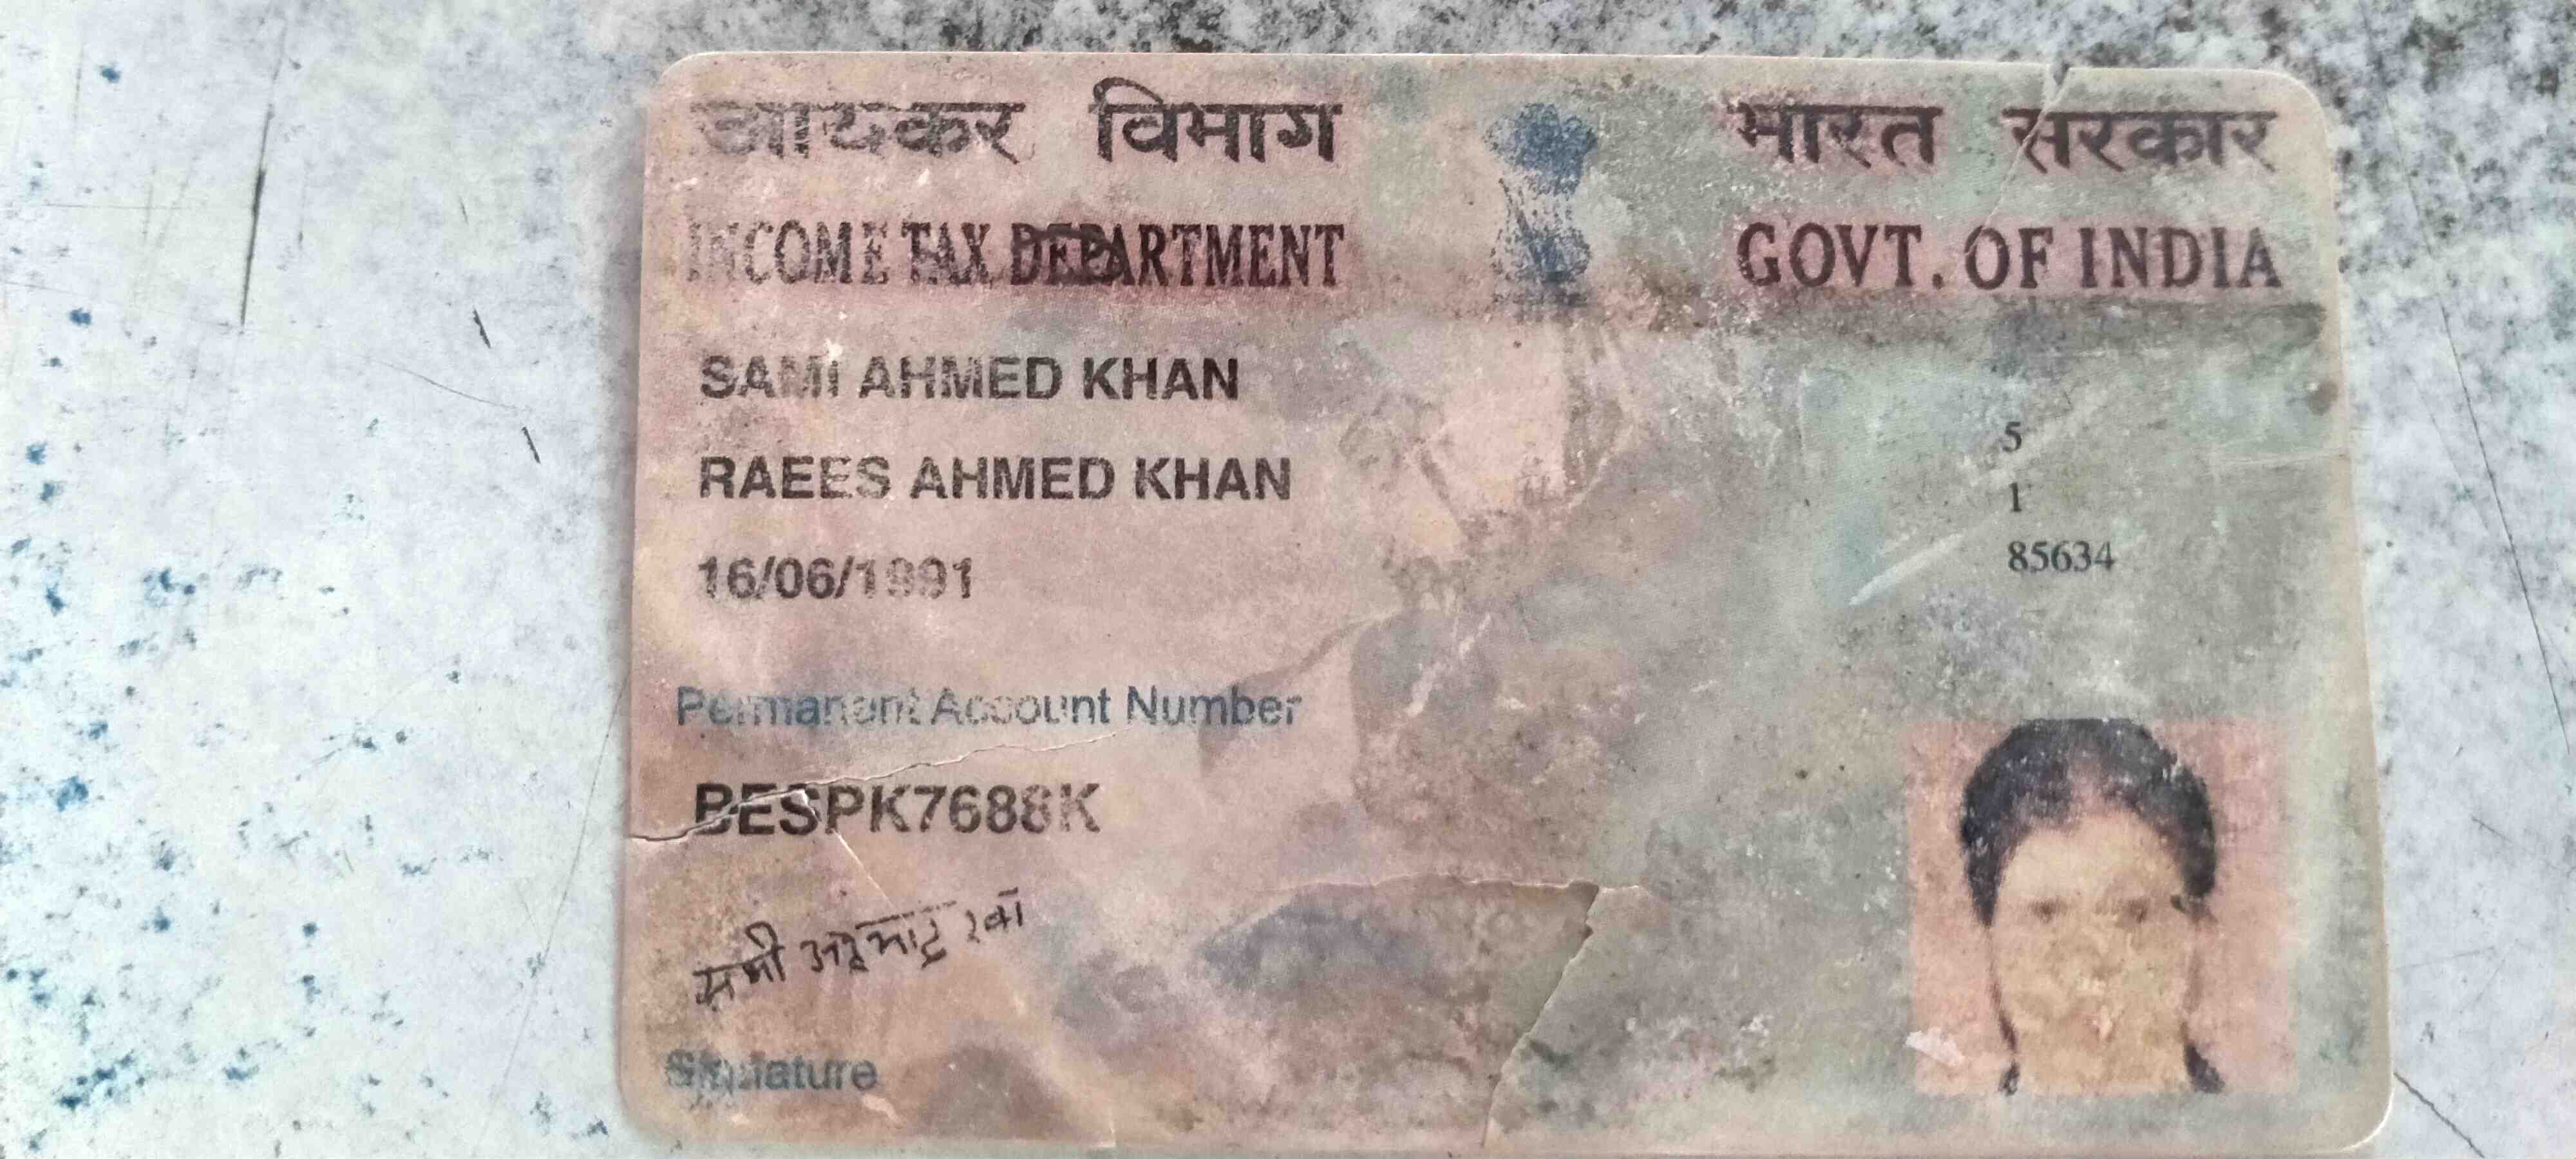 आयकर विभाग भारत सरकार
INCOME TAX DEPARTMENT GOVT. OF INDIA
SAMI AHMED KHAN
RAEES AHMED KHAN
16/06/1991
5
1
85634
Permanent Account Number
BESPK7688K
समी अहमद खाँ
Signature